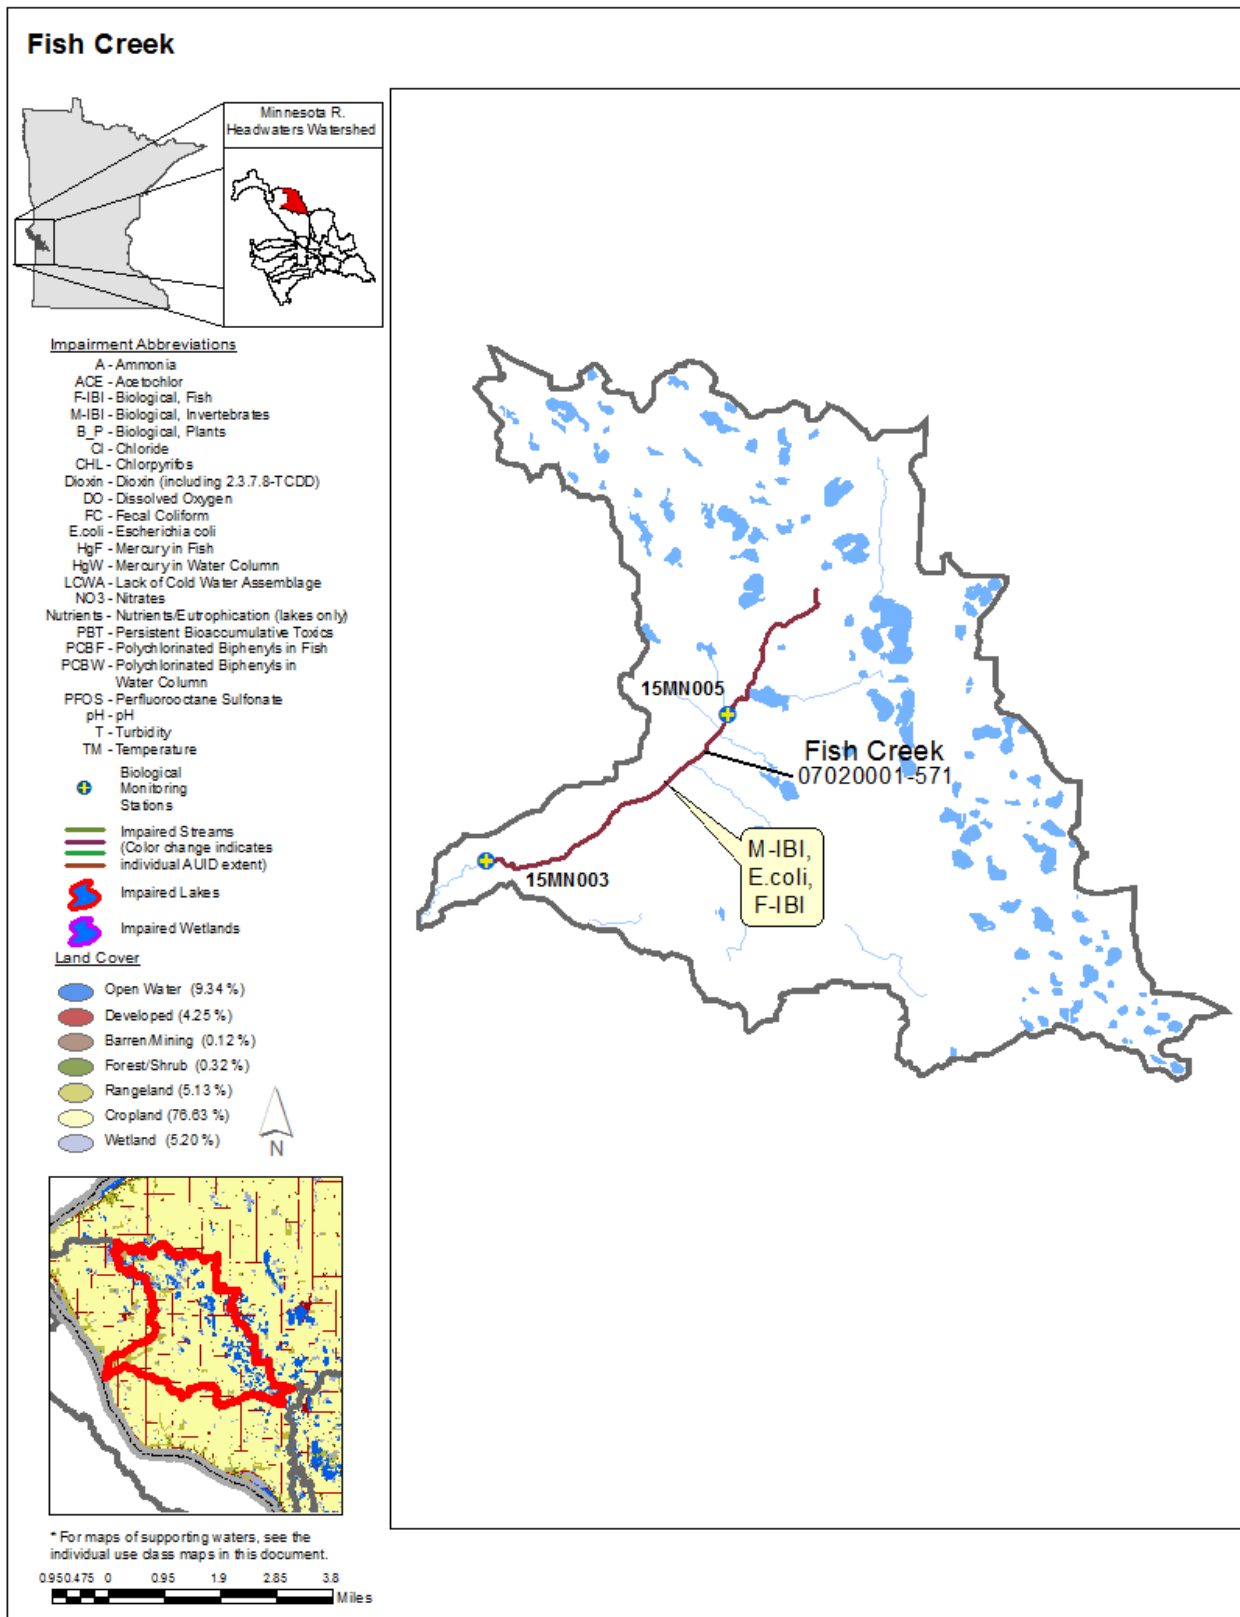 Fish Creek
Minnesota R.
Headwaters Watershed
Impairment Abbreviations
A - Ammonia
ACE - Acetochlor
F-IBI - Biological, Fish
M-IBI - Biological, Invertebrates
B_P - Biological, Plants
Cl - Chloride
CHL - Chlorpyrifos
Dioxin - Dioxin (including 2.3.7.8-TCDD)
DO - Dissolved Oxygen
FC - Fecal Coliform
E.coli - Escherichia coli
HgF - Mercury in Fish
HgW - Mercury in Water Column
LCWA - Lack of Cold Water Assemblage
NO3 - Nitrates
Nutrients - Nutrients/Eutrophication (lakes only)
PBT - Persistent Bioaccumulative Toxics
PCBF - Polychlorinated Biphenyls in Fish
PCBW - Polychlorinated Biphenyls in
Water Column
PFOS - Perfluorooctane Sulfonate
pH - pH
T - Turbidity
TM - Temperature
Biological
Monitoring
Stations
Impaired Streams
(Color change indicates
individual AUID extent)
Impaired Lakes
Impaired Wetlands
Land Cover
Open Water (9.34 %)
Developed (4.25 %)
Barren/Mining (0.12 %)
Forest/Shrub (0.32 %)
Rangeland (5.13 %)
Cropland (76.63 %)
Wetland (5.20 %)
N
15MN005
Fish Creek
07020001-571
15MN003
M-IBI,
E.coli,
F-IBI
* For maps of supporting waters, see the
individual use class maps in this document.
0.95 0.475 0 0.95 1.9 2.85 3.8
Miles